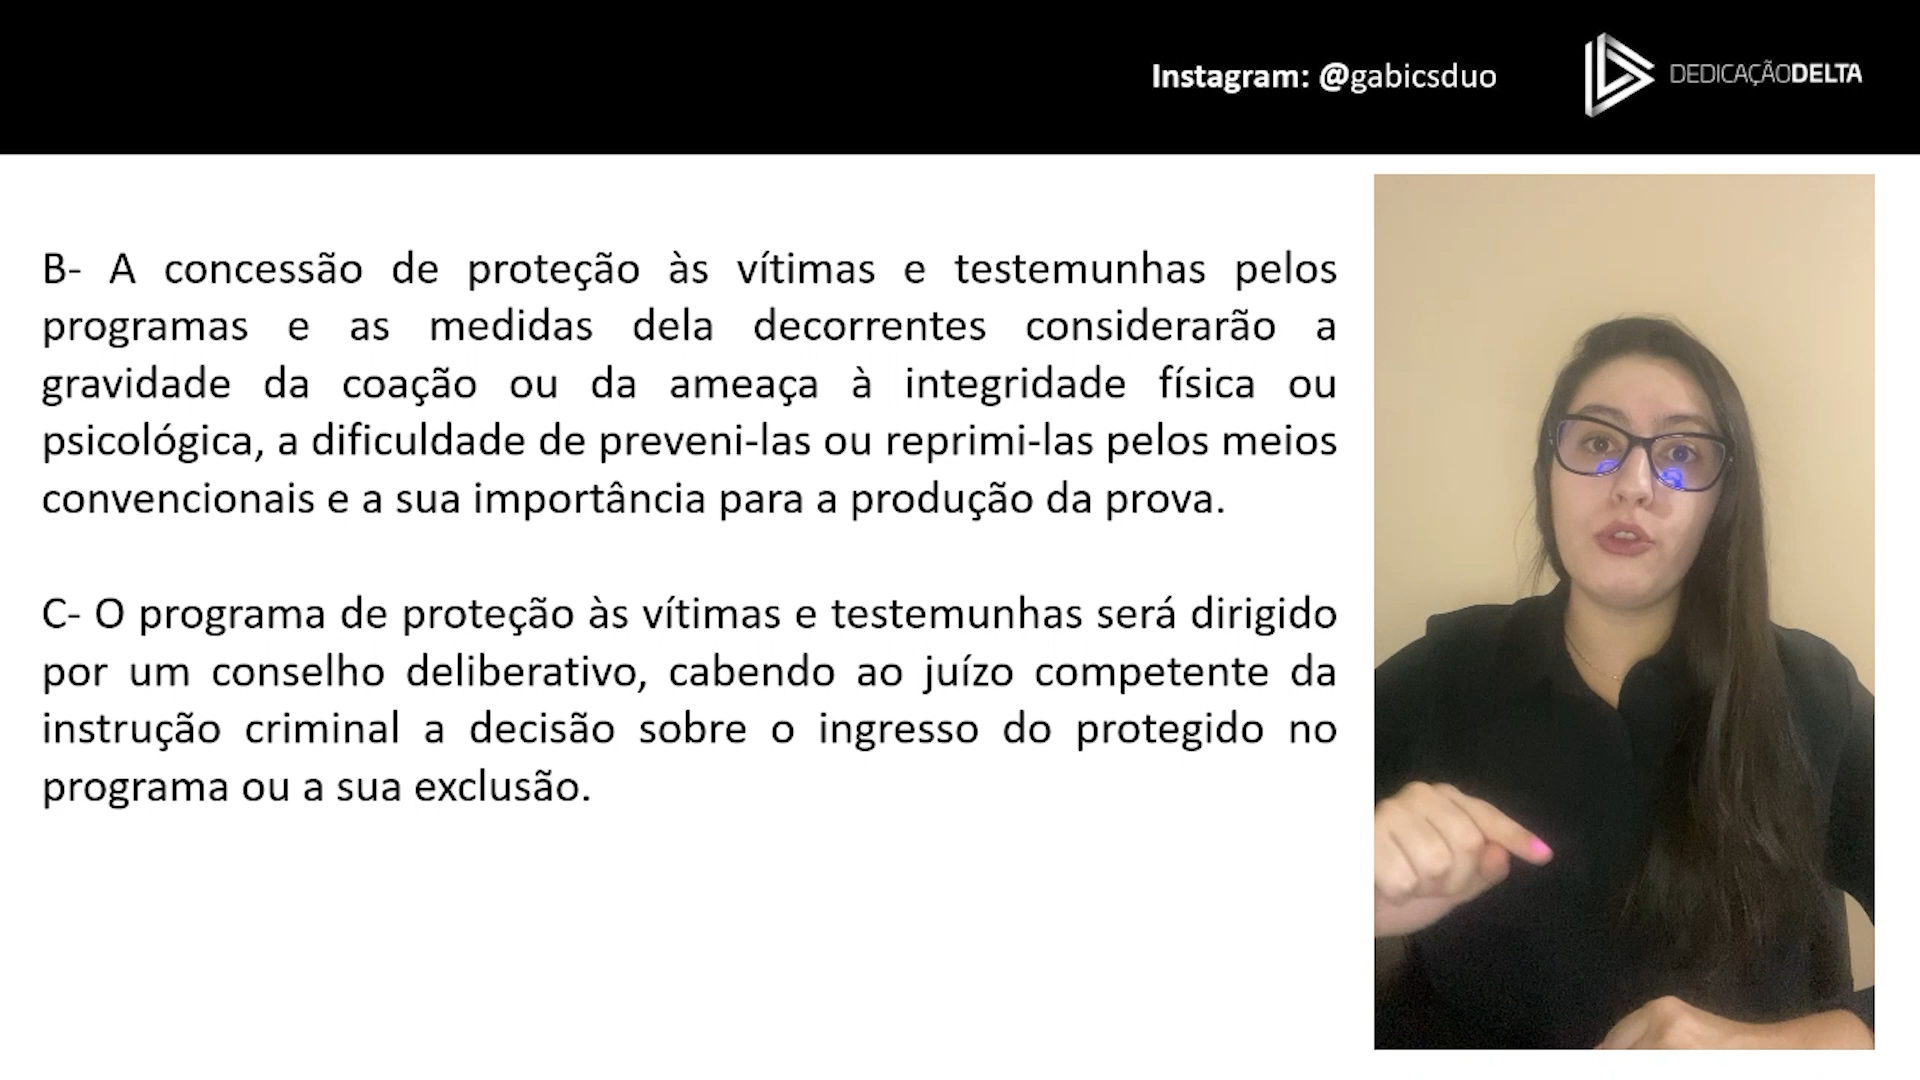 Instagram: @gabicsduo
DEDICAÇÃODELTA
B- A concessão de proteção às vítimas e testemunhas pelos
programas e as medidas dela decorrentes considerarão a
gravidade da coação ou da ameaça à integridade física ou
psicológica, a dificuldade de preveni-las ou reprimi-las pelos meios
convencionais e a sua importância para a produção da prova.
C- O programa de proteção às vítimas e testemunhas será dirigido
por um conselho deliberativo, cabendo ao juízo competente da
instrução criminal a decisão sobre o ingresso do protegido no
programa ou a sua exclusão.